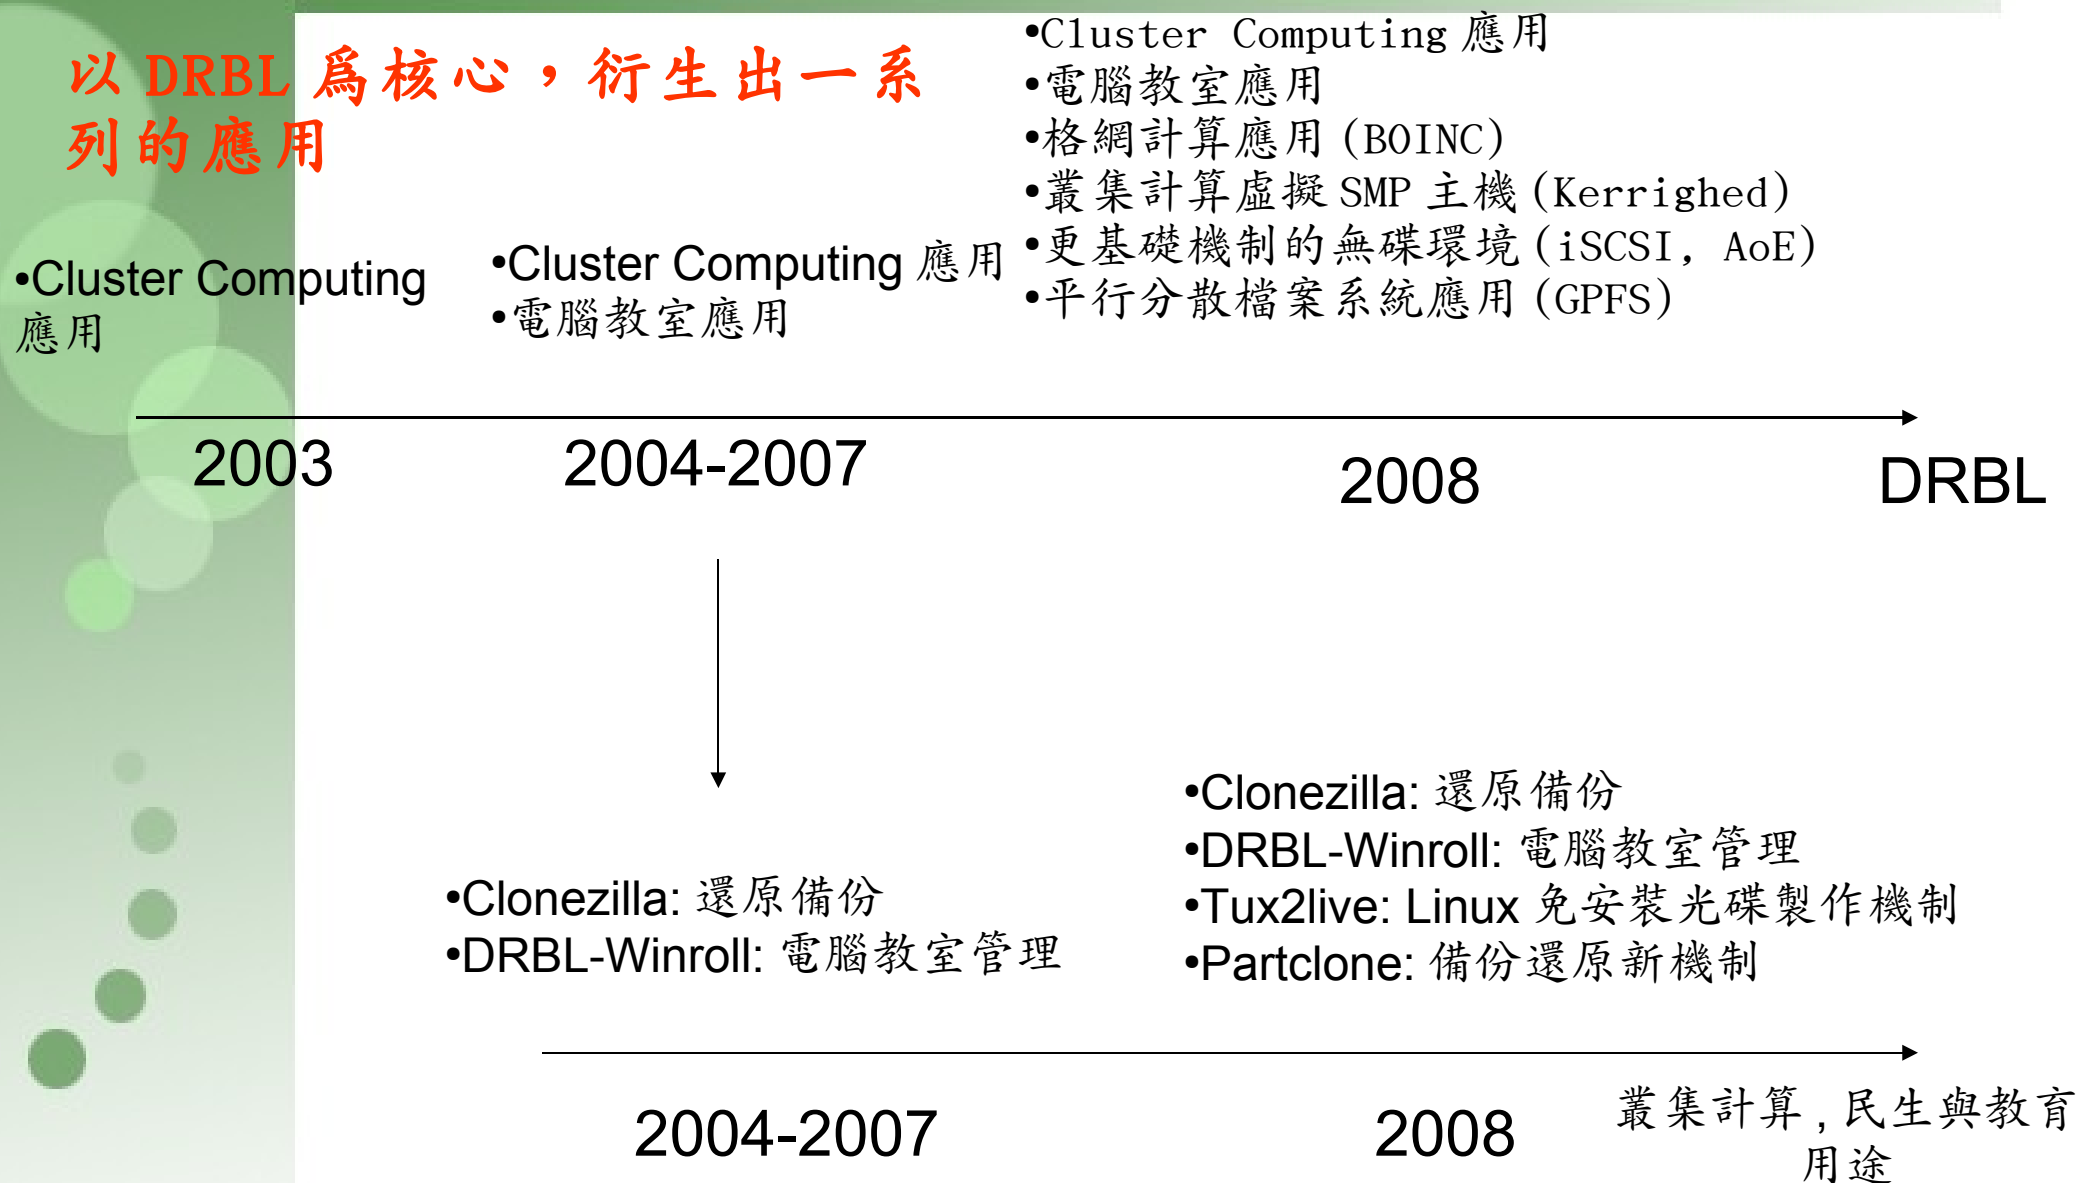 以 DRBL 為核心，衍生出一系
列的應用
•Cluster Computing
應用
•Cluster Computing 應用
•電腦教室應用
•Cluster Computing 應用
•電腦教室應用
•格網計算應用 (BOINC)
•叢集計算虛擬 SMP 主機 (Kerrighed)
•更基礎機制的無碟環境 (iSCSI, AoE)
•平行分散檔案系統應用 (GPFS)
2003
2004-2007
2008
DRBL
•Clonezilla: 還原備份
•DRBL-Winroll: 電腦教室管理
•Clonezilla: 還原備份
•DRBL-Winroll: 電腦教室管理
•Tux2live: Linux 免安裝光碟製作機制
•Partclone: 備份還原新機制
2004-2007
2008
叢集計算 , 民生與教育
用途